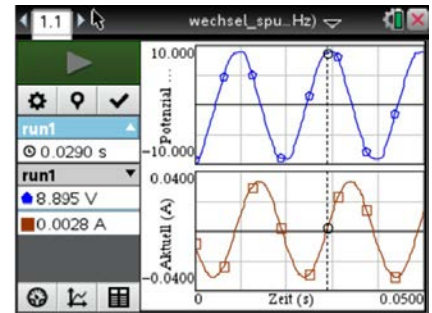 1.1 wechsel_spu…Hz)
run1
0.0290 s
run1
8.895 V
0.0028 A
10.000
Potenzial ...
-10.000
0.0400
Aktuell (A)
-0.0400
0 Zeit (s) 0.0500